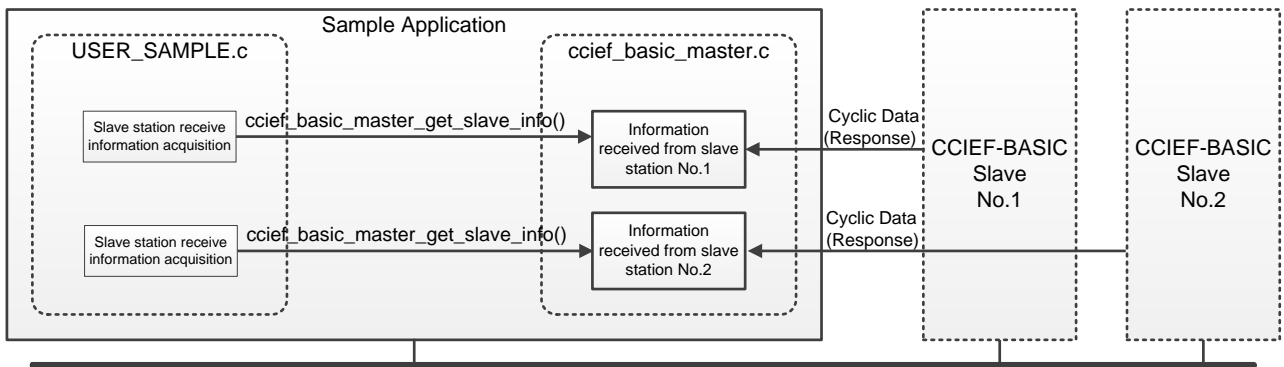 Sample Application
USER_SAMPLE.c
ccief_basic_master.c
Slave station receive
information acquisition
ccief_basic_master_get_slave_info()
Information
received from slave
station No.1
Cyclic Data
(Response)
CCIEF-BASIC
Slave
No.1
CCIEF-BASIC
Slave
No.2
Slave station receive
information acquisition
ccief_basic_master_get_slave_info()
Information
received from slave
station No.2
Cyclic Data
(Response)